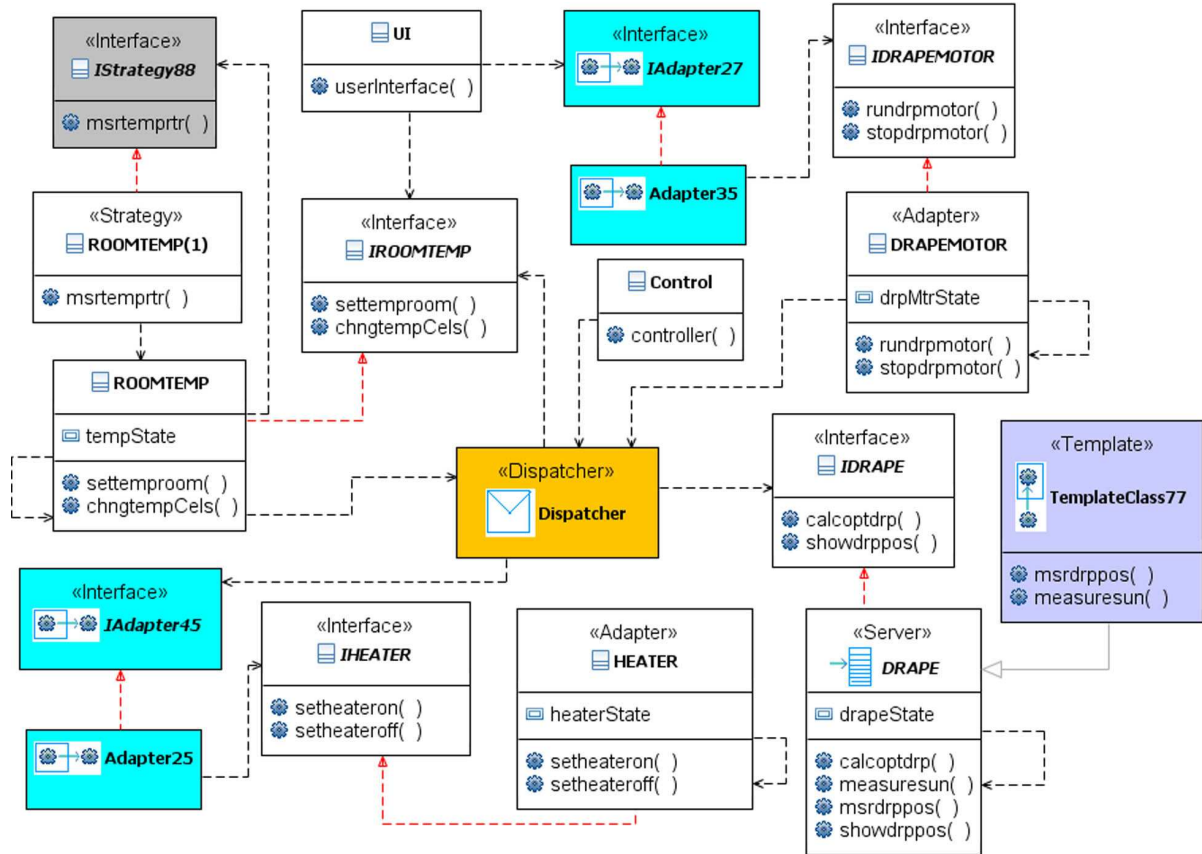 «Interface»
IStrategy88
msrtemprtr( )
UI
userInterface( )
«Interface»
IAdapter27
«Interface»
IDRAPEMOTOR
rundrpmotor( )
stopdrpmotor( )
«Strategy»
ROOMTEMP(1)
msrtemprtr( )
«Interface»
IROOMTEMP
settemproom( )
chngtempCels( )
Adapter35
Control
controller( )
«Adapter»
DRAPEMOTOR
drpMtrState
rundrpmotor( )
stopdrpmotor( )
ROOMTEMP
tempState
settemproom( )
chngtempCels( )
«Dispatcher»
Dispatcher
«Interface»
IDRAPE
calcoptdrp( )
showdrppos( )
«Template»
TemplateClass77
msrdrppos( )
measuresun( )
«Interface»
IAdapter45
Adapter25
«Interface»
IHEATER
setheateron( )
setheateroff( )
«Adapter»
HEATER
heaterState
setheateron( )
setheateroff( )
«Server»
DRAPE
drapeState
calcoptdrp( )
measuresun( )
msrdrppos( )
showdrppos( )